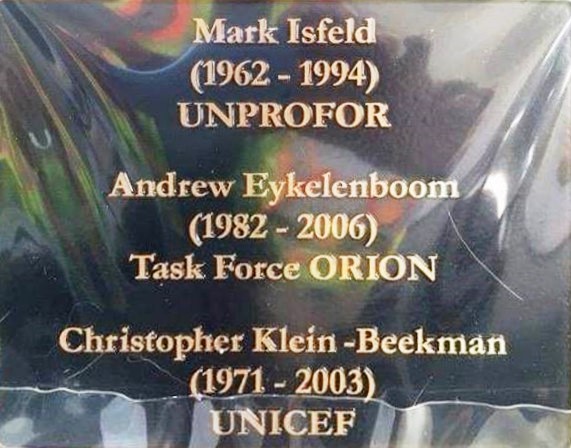 Mark Isfeld
(1962 - 1994)
UNPROFOR
Andrew Eykelenboom
(1982 - 2006)
Task Force ORION
Christopher Klein -Beekman
(1971 - 2003)
UNICEF